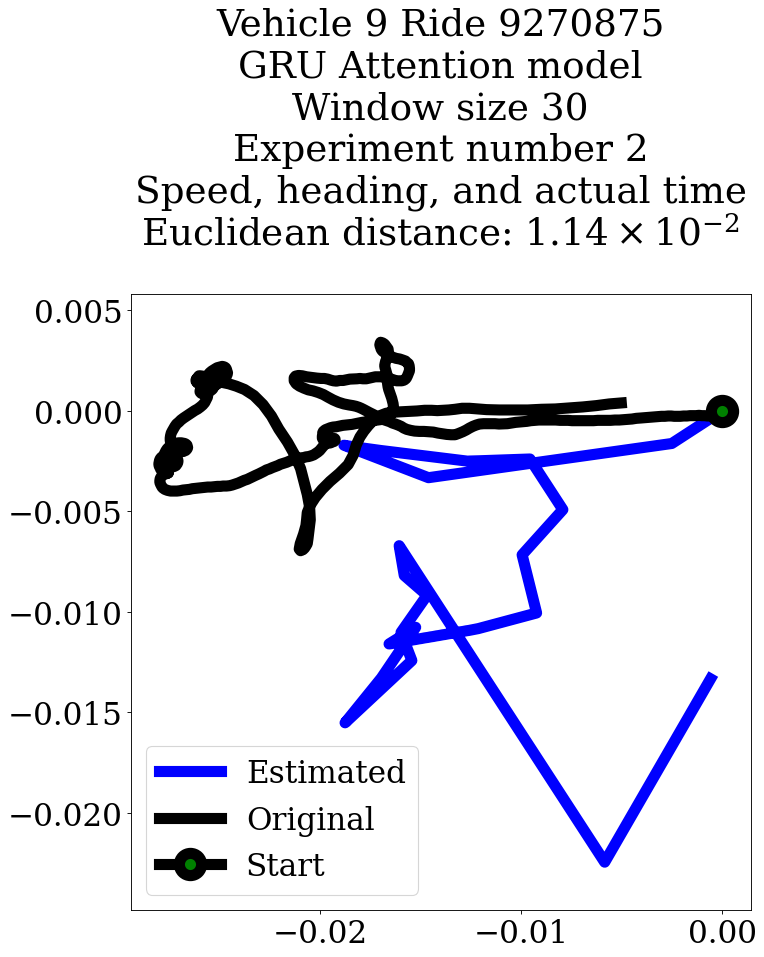 Vehicle 9 Ride 9270875
GRU Attention model
Window size 30
Experiment number 2
Speed, heading, and actual time
Euclidean distance: 1.14 × 10⁻²
0.005
0.000
−0.005
−0.010
−0.015
−0.020
Estimated
Original
Start
−0.02
−0.01
0.00